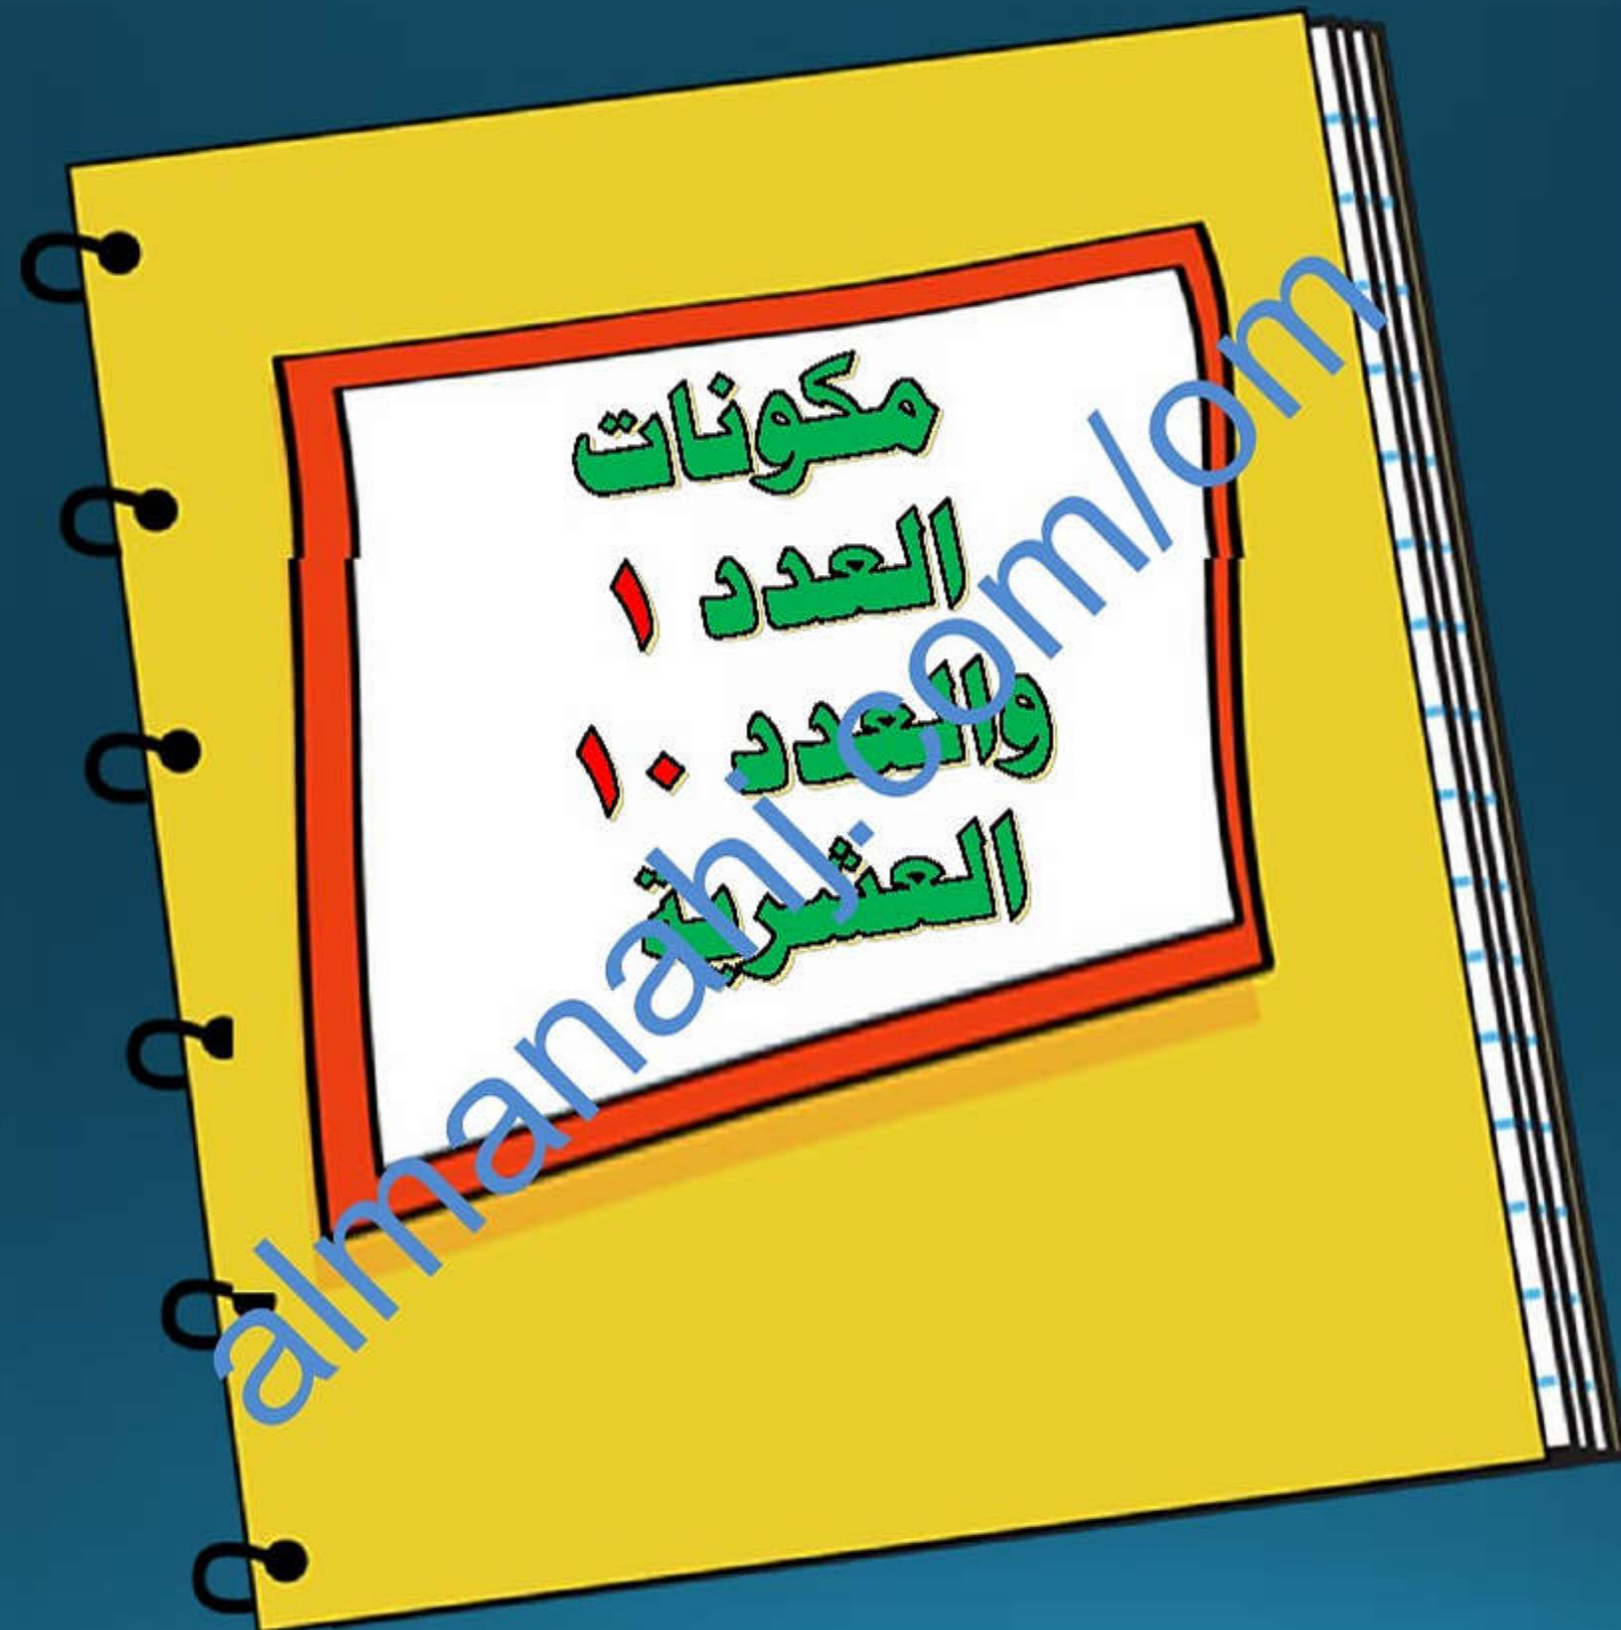 مكونات
العدد ١
والعدد ١٠
العشرية
almanahj.com/om